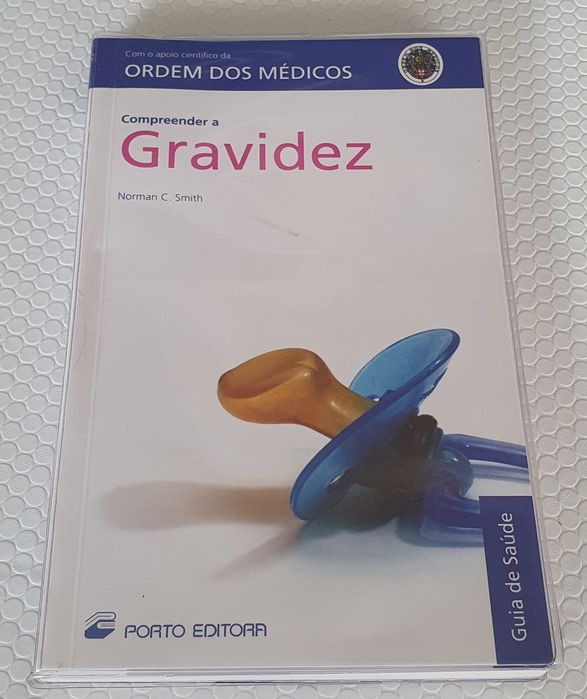 Com o apoio científico da
ORDEM DOS MÉDICOS
Compreender a
Gravidez
Norman C. Smith
Guia de Saúde
PORTO EDITORA